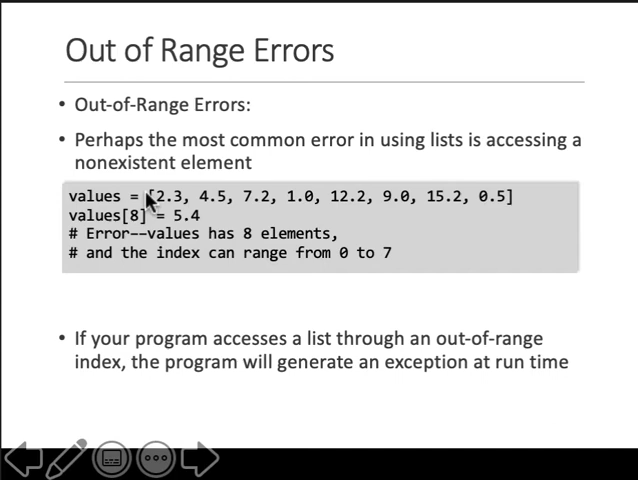 Out of Range Errors
• Out-of-Range Errors:
• Perhaps the most common error in using lists is accessing a
nonexistent element
values = [2.3, 4.5, 7.2, 1.0, 12.2, 9.0, 15.2, 0.5]
values[8] = 5.4
# Error––values has 8 elements,
# and the index can range from 0 to 7
• If your program accesses a list through an out-of-range
index, the program will generate an exception at run time